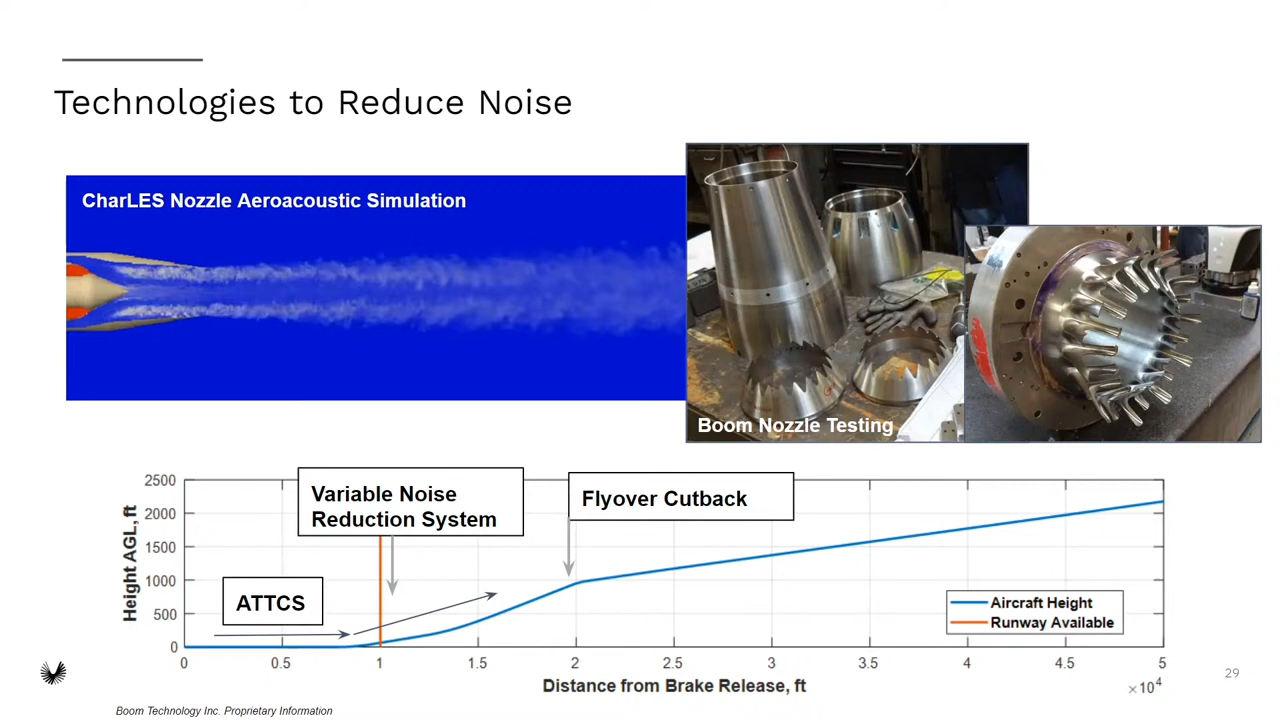 Technologies to Reduce Noise
CharLES Nozzle Aeroacoustic Simulation
Boom Nozzle Testing
Variable Noise
Reduction System
Flyover Cutback
ATTCS
Height AGL, ft
2500
2000
1500
1000
500
0
Aircraft Height
Runway Available
0 0.5 1 1.5 2 2.5 3 3.5 4 4.5 5
×10⁴
Distance from Brake Release, ft
29
Boom Technology Inc. Proprietary Information